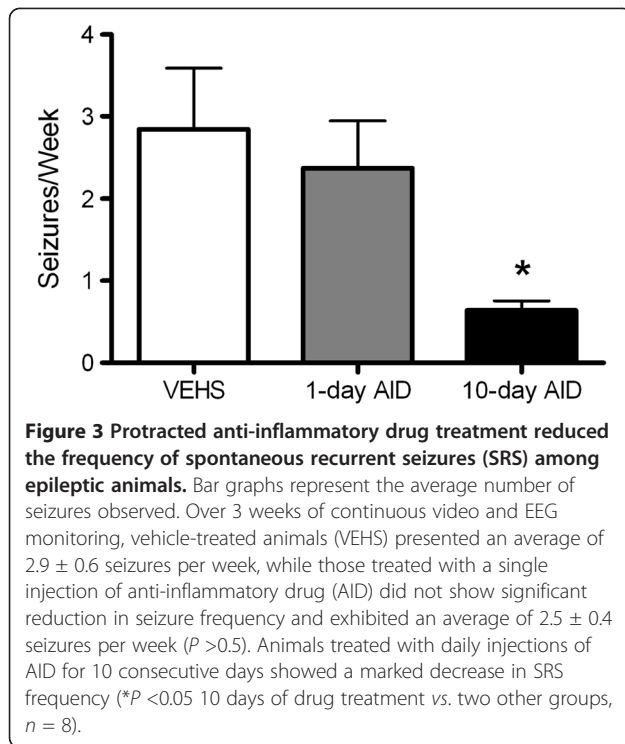 4
3
2
1
0
Seizures/Week
*
VEHS 1-day AID 10-day AID
Figure 3 Protracted anti-inflammatory drug treatment reduced
the frequency of spontaneous recurrent seizures (SRS) among
epileptic animals. Bar graphs represent the average number of
seizures observed. Over 3 weeks of continuous video and EEG
monitoring, vehicle-treated animals (VEHS) presented an average of
2.9 ± 0.6 seizures per week, while those treated with a single
injection of anti-inflammatory drug (AID) did not show significant
reduction in seizure frequency and exhibited an average of 2.5 ± 0.4
seizures per week (P >0.5). Animals treated with daily injections of
AID for 10 consecutive days showed a marked decrease in SRS
frequency (*P <0.05 10 days of drug treatment vs. two other groups,
n = 8).